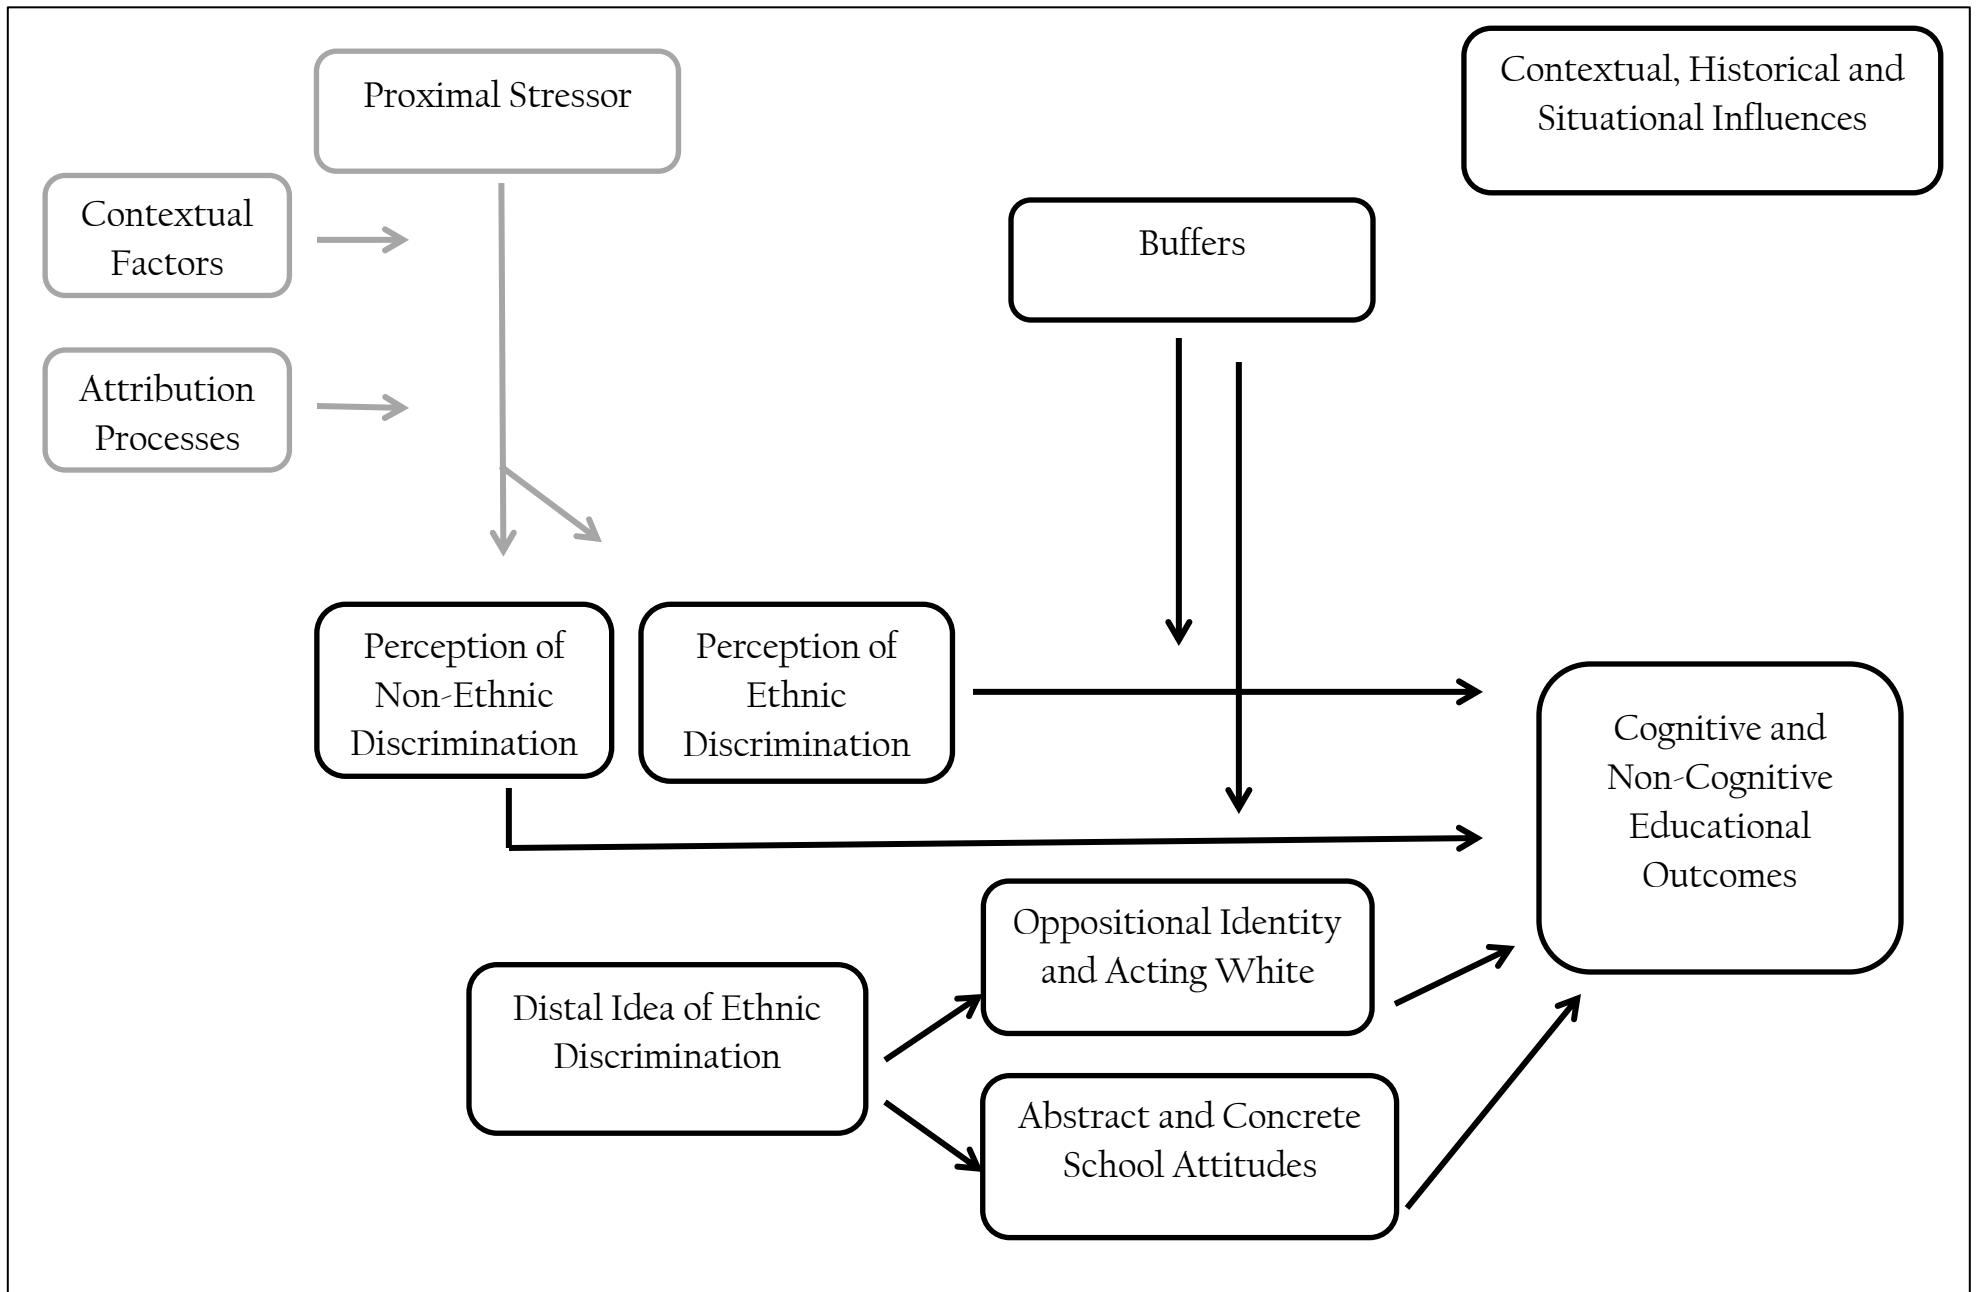 Proximal Stressor
Contextual, Historical and
Situational Influences
Contextual
Factors
Buffers
Attribution
Processes
Perception of
Non-Ethnic
Discrimination
Perception of
Ethnic
Discrimination
Cognitive and
Non-Cognitive
Educational
Outcomes
Oppositional Identity
and Acting White
Distal Idea of Ethnic
Discrimination
Abstract and Concrete
School Attitudes